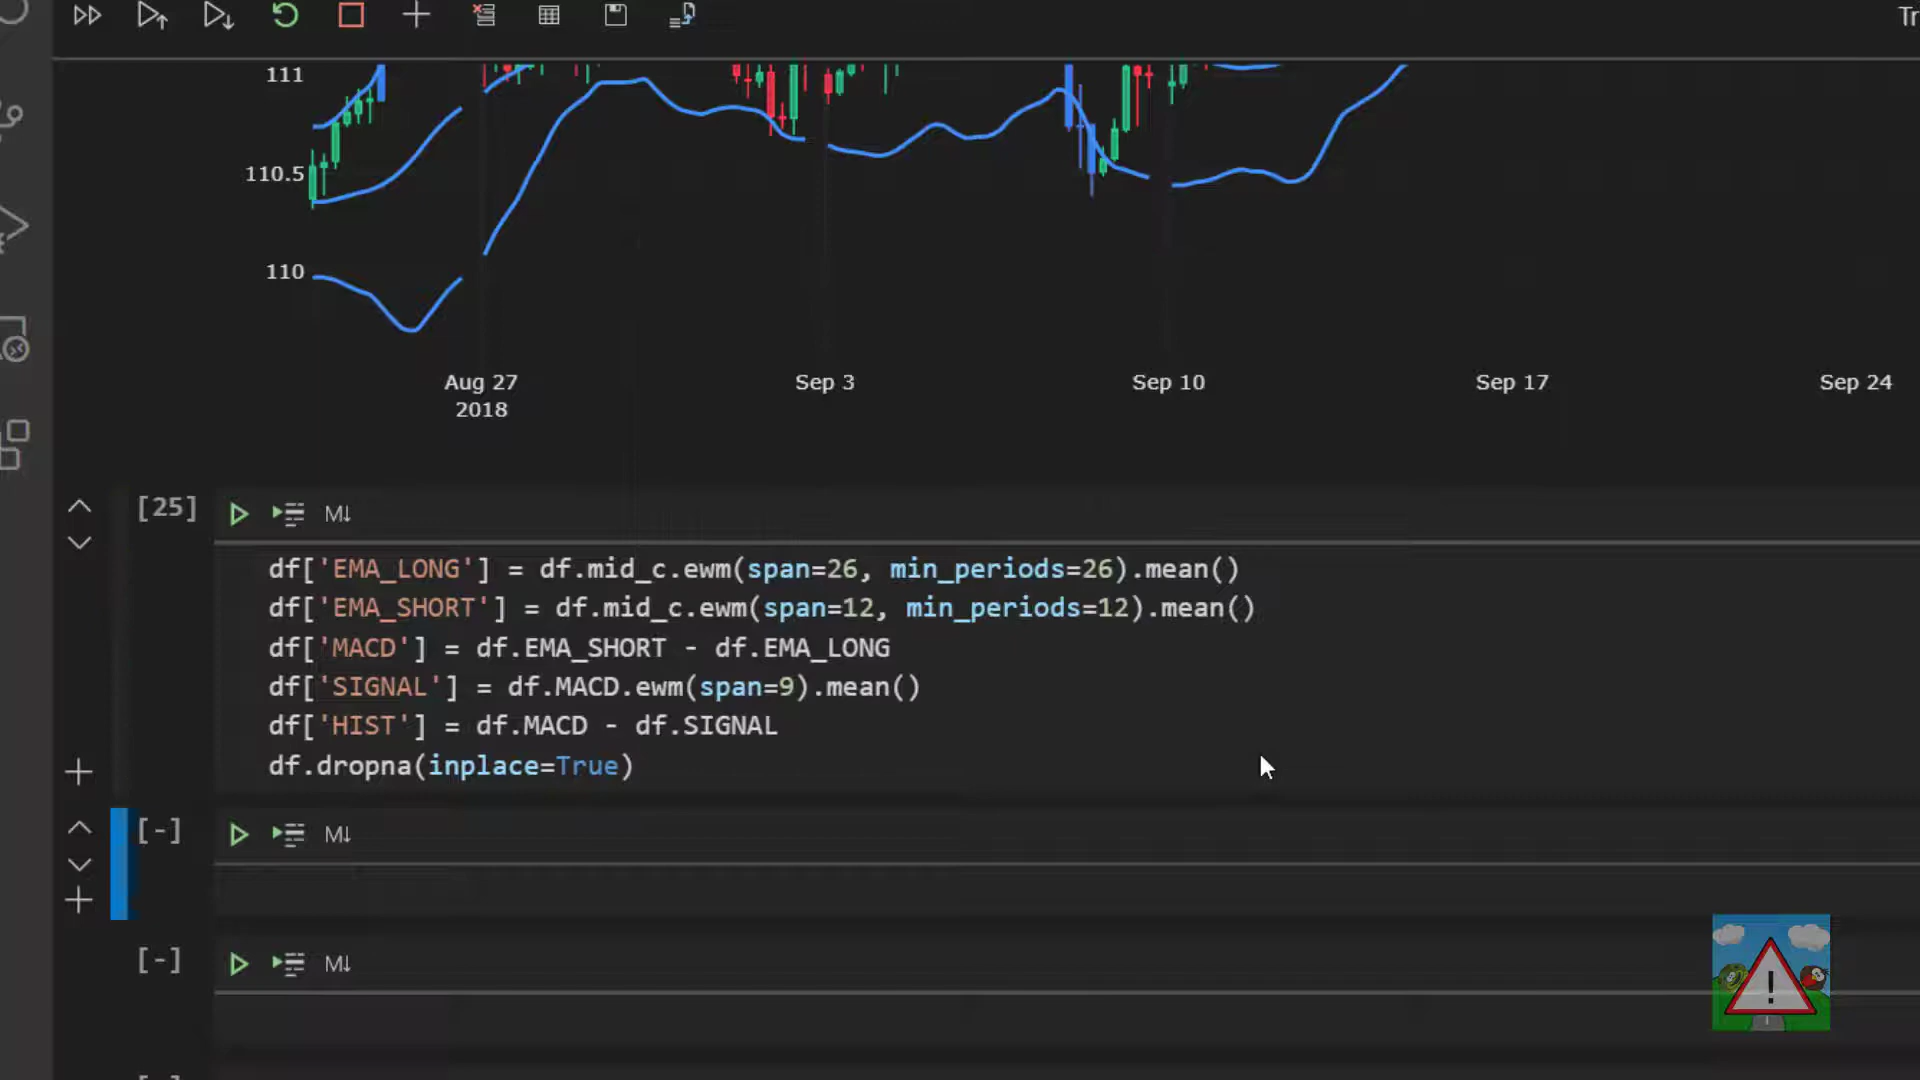 Tr
111
110.5
110
Aug 27
2018
Sep 3
Sep 10
Sep 17
Sep 24
[25]
M↓
df['EMA_LONG'] = df.mid_c.ewm(span=26, min_periods=26).mean()
df['EMA_SHORT'] = df.mid_c.ewm(span=12, min_periods=12).mean()
df['MACD'] = df.EMA_SHORT - df.EMA_LONG
df['SIGNAL'] = df.MACD.ewm(span=9).mean()
df['HIST'] = df.MACD - df.SIGNAL
df.dropna(inplace=True)
[-]
M↓
[-]
M↓